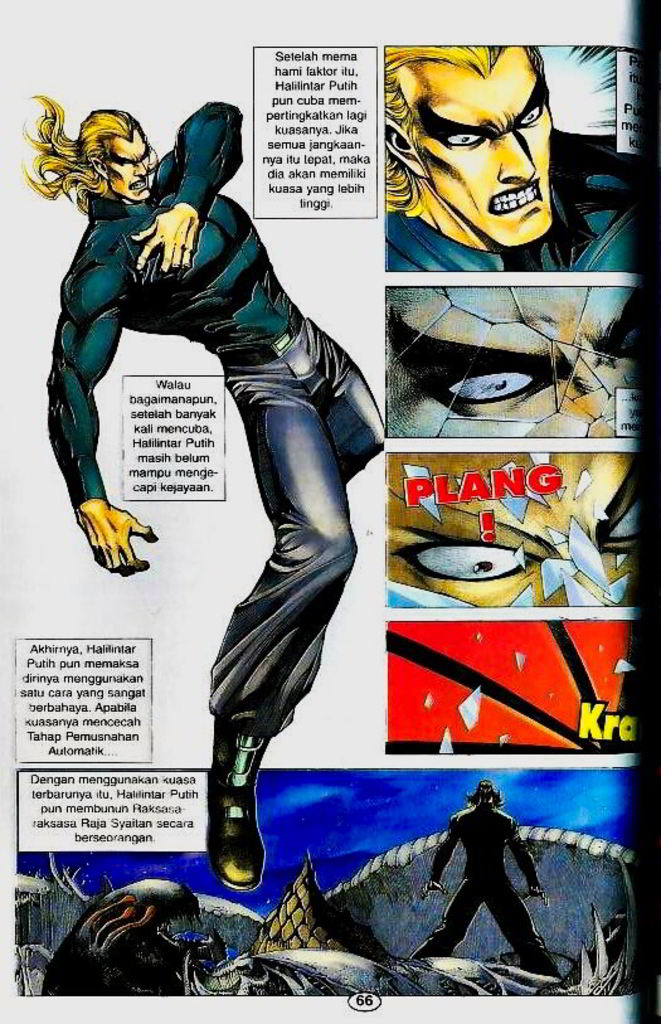 Setelah mema
hami faktor itu,
Halilintar Putih
pun cuba mem-
pertingkatkan lagi
kuasanya. Jika
semua jangkaan-
nya itu tepat, maka
dia akan memiliki
kuasa yang lebih
tinggi.
Walau
bagaimanapun,
setelah banyak
kali mencuba,
Halilintar Putih
masih belum
mampu menge-
capi kejayaan.
PLANG
!
Akhirnya, Halilintar
Putih pun memaksa
dirinya menggunakan
satu cara yang sangat
berbahaya. Apabila
kuasanya mencecah
Tahap Pemusnahan
Automatik....
Kra
Dengan menggunakan kuasa
terbarunya itu, Halilintar Putih
pun membunun Raksasa-
raksasa Raja Syaitan secara
berseorangan.
66